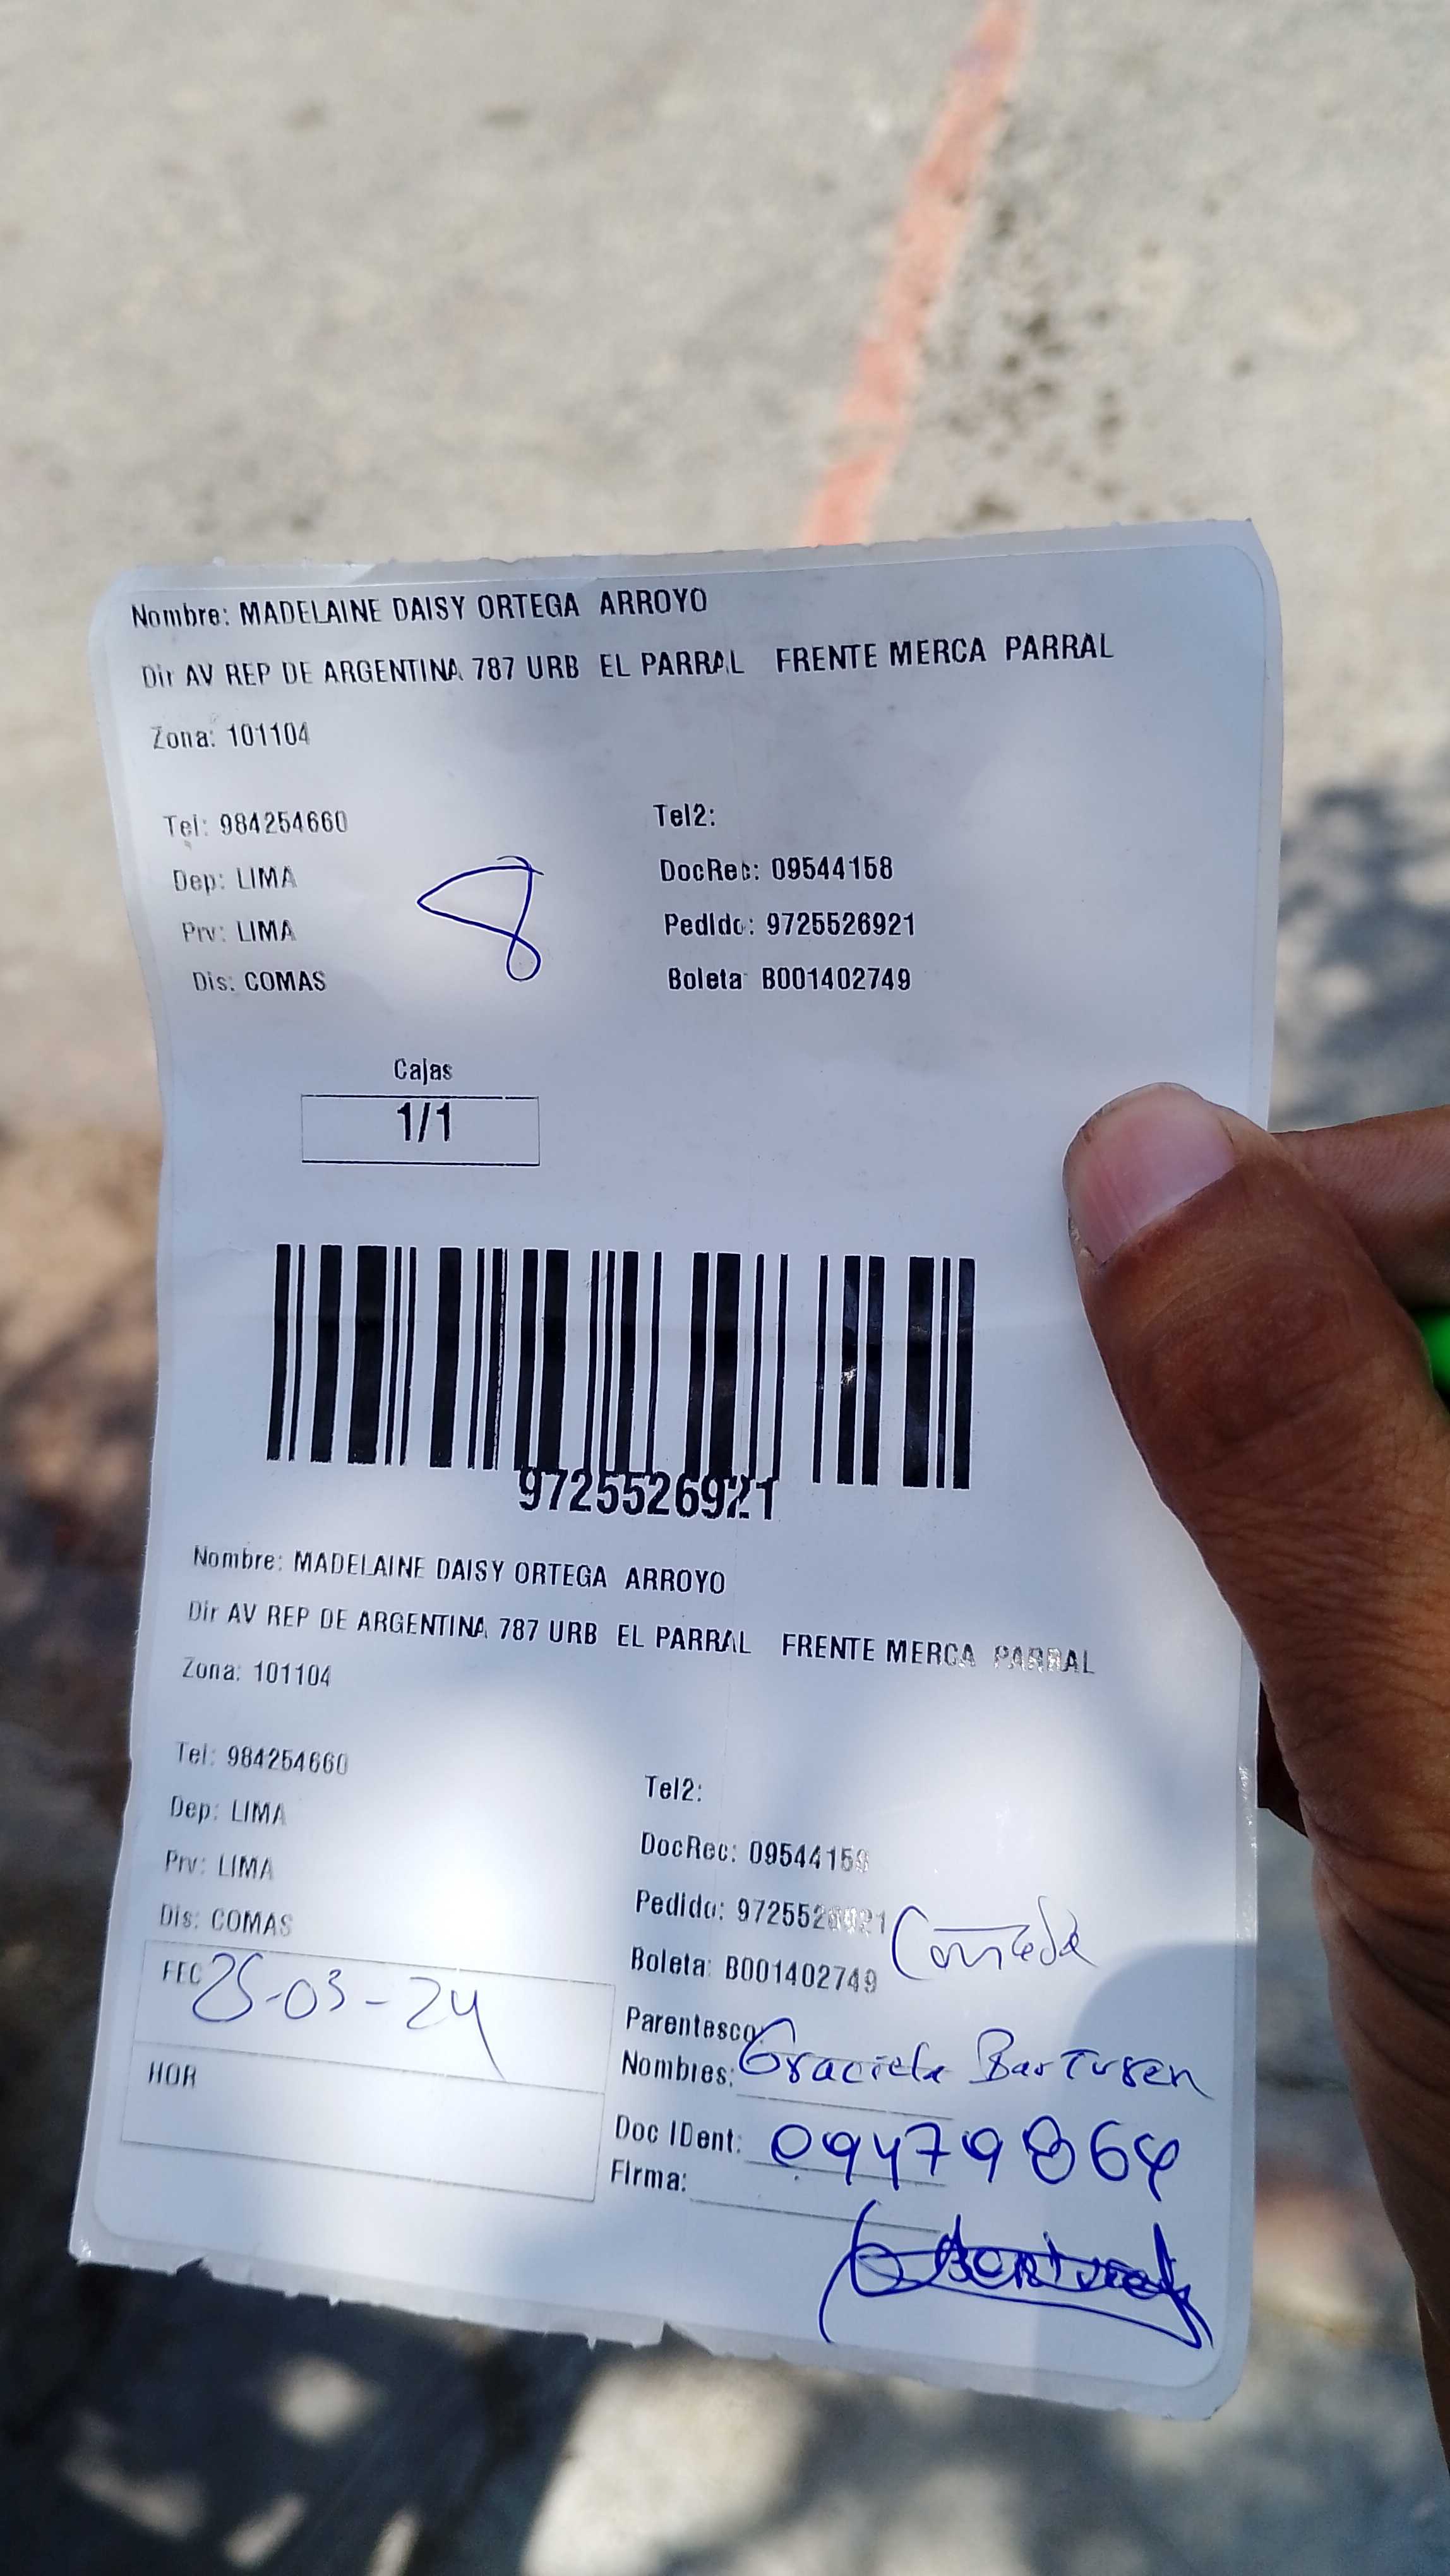 Nombre: MADELAINE DAISY ORTEGA ARROYO
Dir AV REP DE ARGENTINA 787 URB EL PARRAL FRENTE MERCA PARRAL
Zona: 101104
Tel: 984254660 Tel2:
Dep: LIMA DocRec: 09544158
Prv: LIMA Pedido: 9725526921
Dis: COMAS Boleta B001402749
8
Cajas
1/1
9725526921
Nombre: MADELAINE DAISY ORTEGA ARROYO
Dir AV REP DE ARGENTINA 787 URB EL PARRAL FRENTE MERCA PARRAL
Zona: 101104
Tel: 984254660 Tel2:
Dep: LIMA DocRec: 09544158
Prv: LIMA Pedido: 9725526921
Dis: COMAS Boleta: B001402749
FEC 25-03-24 Parentesco:
HOR Nombres: Graciela
Doc IDent: 09479864
Firma: